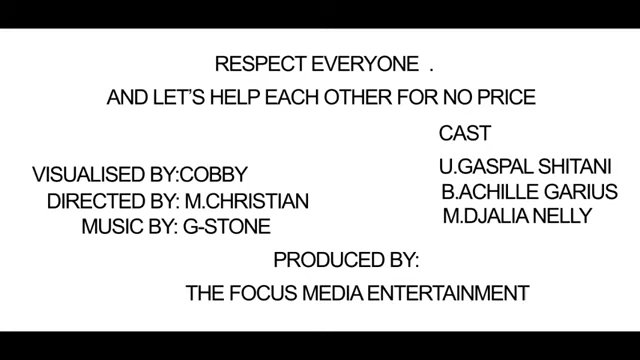 RESPECT EVERYONE .
AND LET'S HELP EACH OTHER FOR NO PRICE
CAST
VISUALISED BY:COBBY
DIRECTED BY: M.CHRISTIAN
MUSIC BY: G-STONE
U.GASPAL SHITANI
B.ACHILLE GARIUS
M.DJALIA NELLY
PRODUCED BY:
THE FOCUS MEDIA ENTERTAINMENT